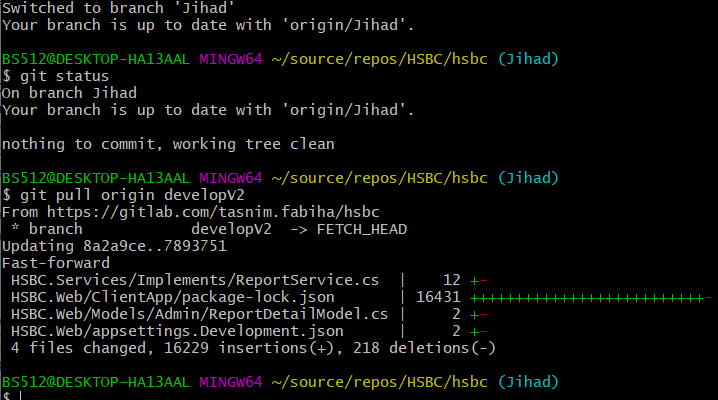 Switched to branch 'Jihad'
Your branch is up to date with 'origin/Jihad'.
BS512@DESKTOP-HA13AAL MINGW64 ~/source/repos/HSBC/hsbc (Jihad)
$ git status
On branch Jihad
Your branch is up to date with 'origin/Jihad'.
nothing to commit, working tree clean
BS512@DESKTOP-HA13AAL MINGW64 ~/source/repos/HSBC/hsbc (Jihad)
$ git pull origin developV2
From https://gitlab.com/tasnim.fabiha/hsbc
 * branch            developV2  -> FETCH_HEAD
Updating 8a2a9ce..7893751
Fast-forward
 HSBC.Services/Implements/ReportService.cs  |    12 +-
 HSBC.Web/ClientApp/package-lock.json       | 16431 +++++++++++++++++++++++++++-
 HSBC.Web/Models/Admin/ReportDetailModel.cs |     2 +-
 HSBC.Web/appsettings.Development.json      |     2 +-
 4 files changed, 16229 insertions(+), 218 deletions(-)
BS512@DESKTOP-HA13AAL MINGW64 ~/source/repos/HSBC/hsbc (Jihad)
$